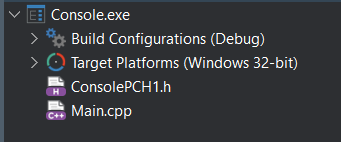 Console.exe
Build Configurations (Debug)
Target Platforms (Windows 32-bit)
H ConsolePCH1.h
C++ Main.cpp